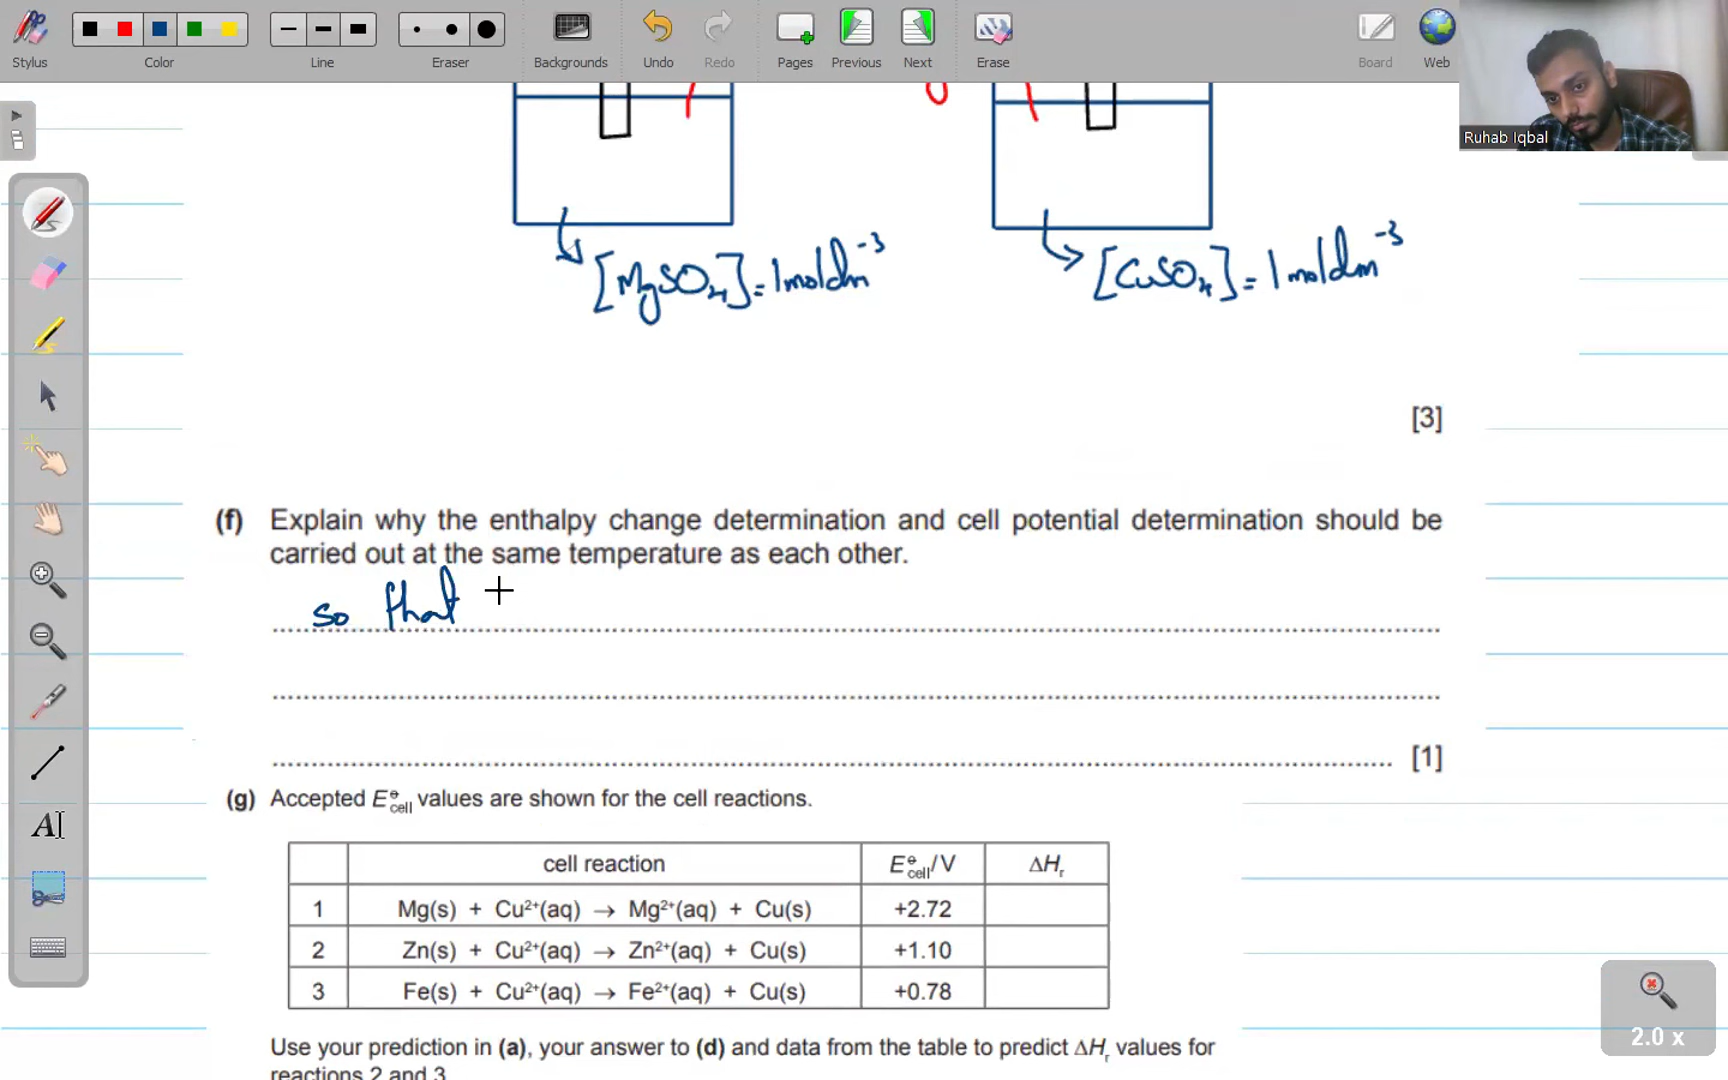 Stylus
Color
Line
Eraser
Backgrounds
Undo
Redo
Pages
Previous
Next
Erase
Board
Web
Ruhab Iqbal
[MgSO₄] = 1moldm⁻³
[CuSO₄] = 1moldm⁻³
[3]
(f) Explain why the enthalpy change determination and cell potential determination should be
carried out at the same temperature as each other.
so that
[1]
(g) Accepted E⦵cell values are shown for the cell reactions.
cell reaction E⦵cell/V ΔHr
1 Mg(s) + Cu²⁺(aq) → Mg²⁺(aq) + Cu(s) +2.72
2 Zn(s) + Cu²⁺(aq) → Zn²⁺(aq) + Cu(s) +1.10
3 Fe(s) + Cu²⁺(aq) → Fe²⁺(aq) + Cu(s) +0.78
Use your prediction in (a), your answer to (d) and data from the table to predict ΔHr values for
reactions 2 and 3
2.0 x